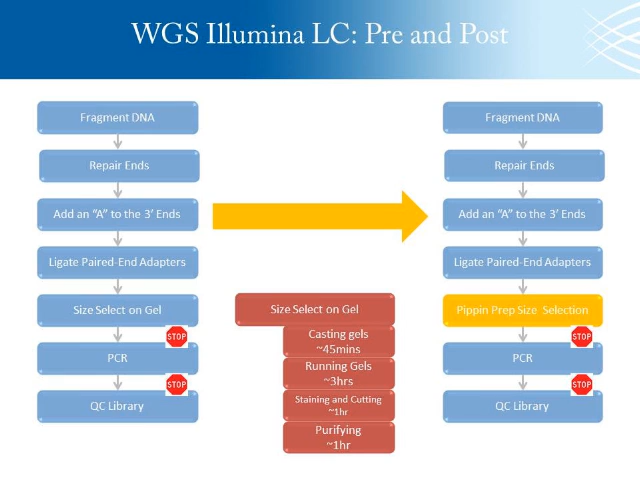 WGS Illumina LC: Pre and Post
Fragment DNA
Repair Ends
Add an “A” to the 3’ Ends
Ligate Paired-End Adapters
Size Select on Gel
STOP
PCR
STOP
QC Library
Size Select on Gel
Casting gels
~45mins
Running Gels
~3hrs
Staining and Cutting
~1hr
Purifying
~1hr
Fragment DNA
Repair Ends
Add an “A” to the 3’ Ends
Ligate Paired-End Adapters
Pippin Prep Size Selection
STOP
PCR
STOP
QC Library